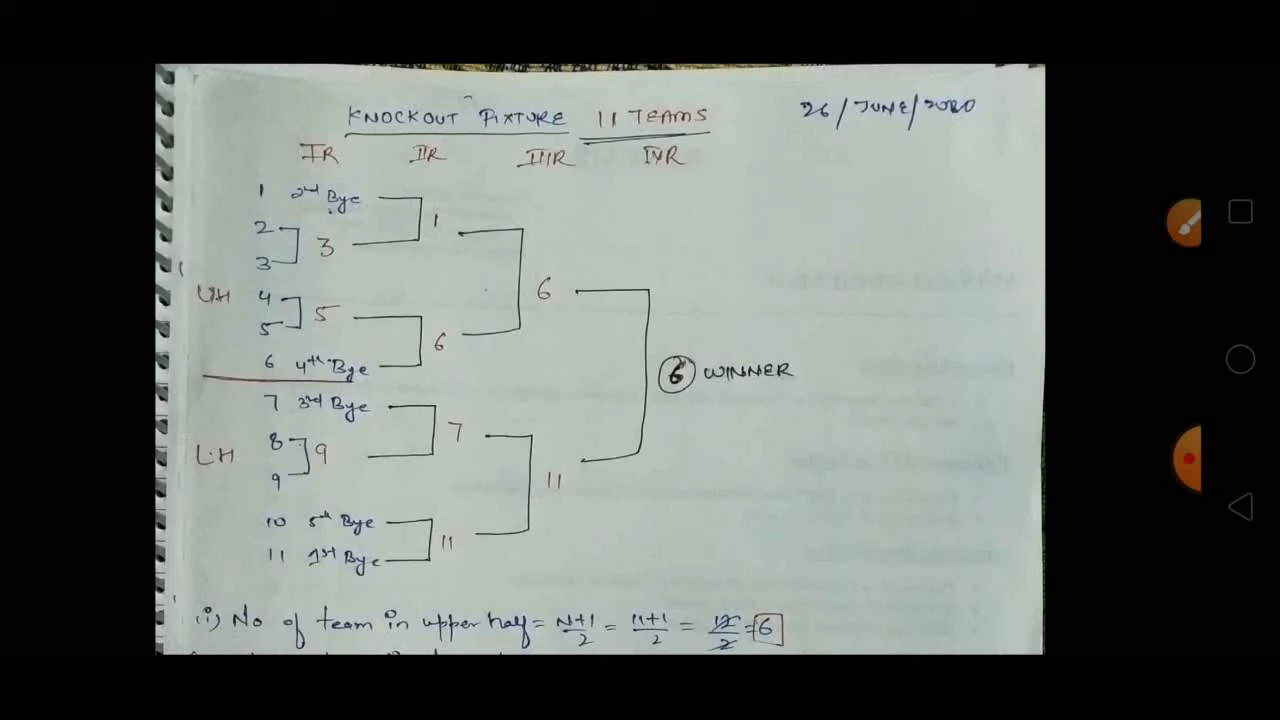 KNOCKOUT FIXTURE 11 TEAMS
26/JUNE/2020
IR IIR IIIR IVR
1 2nd Bye
1
2
3
3
UH
4
5
5
6
6
6 4th Bye
6 WINNER
7 3rd Bye
7
LH
8
9
9
11
10 5th Bye
11
11 1st Bye
(i) No of team in upper half = N+1/2 = 11+1/2 = 12/2 = 6